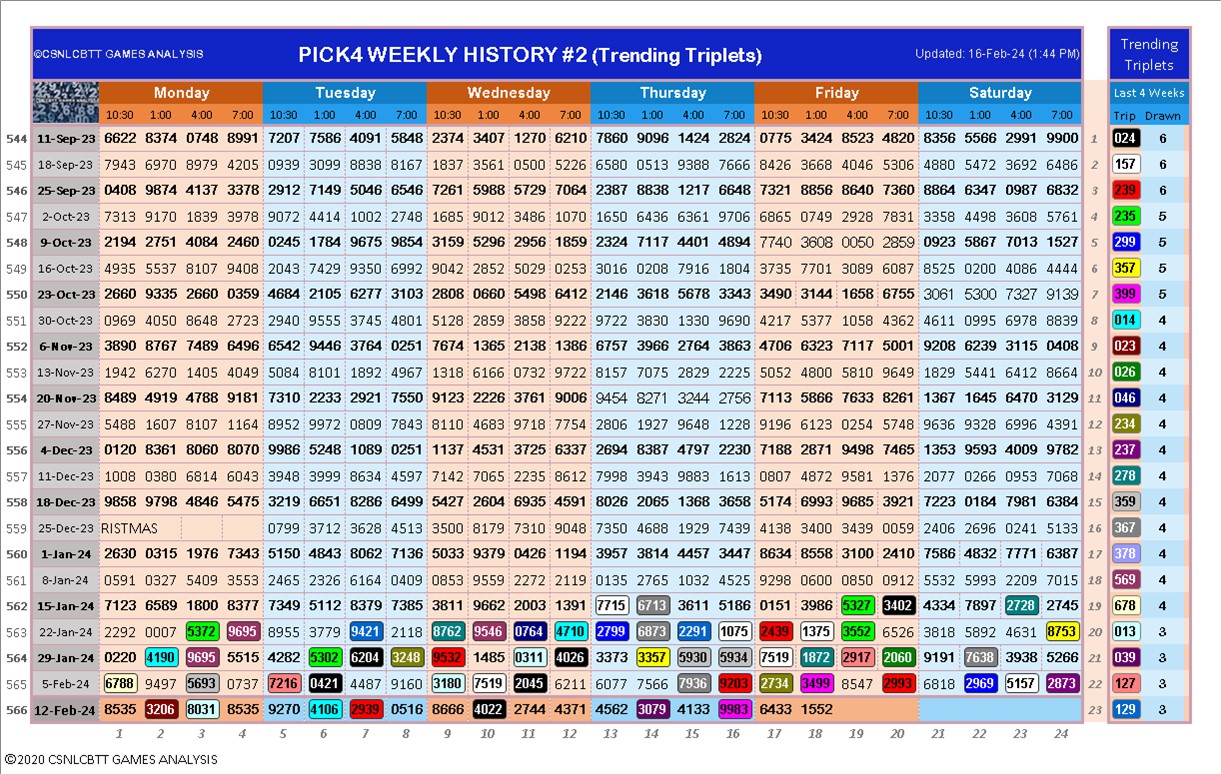 ©CSNLCBTT GAMES ANALYSIS PICK4 WEEKLY HISTORY #2 (Trending Triplets) Updated: 16-Feb-24 (1:44 PM) Trending Triplets
Monday Tuesday Wednesday Thursday Friday Saturday Last 4 Weeks
10:30 1:00 4:00 7:00 10:30 1:00 4:00 7:00 10:30 1:00 4:00 7:00 10:30 1:00 4:00 7:00 10:30 1:00 4:00 7:00 10:30 1:00 4:00 7:00 Trip Drawn
544 11-Sep-23 6622 8374 0748 8991 7207 7586 4091 5848 2374 3407 1270 6210 7860 9096 1424 2824 0775 3424 8523 4820 8356 5566 2991 9900 1 024 6
545 18-Sep-23 7943 6970 8979 4205 0939 3099 8838 8167 1837 3561 0500 5226 6580 0513 9385 7666 8426 3668 4046 5306 4880 5472 3692 6486 2 157 6
546 25-Sep-23 0408 9874 4137 3378 2912 7149 5046 6546 7261 5988 5729 7064 2387 8838 1217 6648 7321 8856 8640 7360 8864 6347 0987 6832 3 239 6
547 2-Oct-23 7313 9170 1839 3978 9072 4414 1002 2748 1685 9012 3486 1070 1650 6436 6361 9706 6865 0749 2928 7831 3358 4498 3608 5761 4 235 5
548 9-Oct-23 2194 2751 4084 2460 0245 1784 9675 9854 3159 5296 2956 1859 2324 7117 4401 4894 7740 3608 0050 2859 0923 5867 7013 1527 5 299 5
549 16-Oct-23 4935 5537 8107 9408 2043 7429 9350 6992 9042 2852 5029 0253 3016 0208 7916 1804 3735 7701 3089 6087 8525 0200 4086 4444 6 357 5
550 23-Oct-23 2660 9335 2660 0359 4684 2105 6277 3103 2808 0660 5498 6412 2146 3618 5678 3343 3490 3144 1658 6755 3061 5300 7327 9139 7 399 5
551 30-Oct-23 0969 4050 8648 2723 2940 9555 3745 4801 5128 2859 3858 9222 9722 3830 1330 9690 4217 5377 1058 4362 4611 0995 6978 8839 8 014 4
552 6-Nov-23 3890 8767 7489 6496 6542 9446 3764 0251 7674 1365 2138 1386 6757 3966 2764 3863 4706 6323 7117 5001 9208 6239 3115 0408 9 023 4
553 13-Nov-23 1942 6270 1405 4049 5084 8101 1892 4967 1318 6166 0732 9722 8157 7075 2829 2225 5052 4800 5810 9649 1829 5441 6412 8664 10 026 4
554 20-Nov-23 8489 4919 4788 9181 7310 2233 2921 7550 9123 2226 3761 9006 9454 8271 3244 2756 7113 5866 7633 8261 1367 1645 6470 3129 11 046 4
555 27-Nov-23 5488 1607 8107 1164 8952 9972 0809 7843 8110 4683 9718 7754 2806 1927 9648 1228 9196 6123 0254 5748 9636 9328 6996 4391 12 234 4
556 4-Dec-23 0120 8361 8060 8070 9986 5248 1089 0251 1137 4531 3725 6337 2694 8387 4797 2230 7188 2871 9498 7465 1353 9593 4009 9782 13 237 4
557 11-Dec-23 1008 0380 6814 6043 3948 3999 8634 4597 1442 7065 2235 8612 7998 3943 9883 1613 0807 4872 9581 1376 2077 0266 0953 7068 14 278 4
558 18-Dec-23 9858 9798 4846 5475 3219 6651 8286 6499 5427 2604 6935 4591 8026 2065 1368 3658 5174 6993 9685 3921 7223 0184 7981 6384 15 359 4
559 25-Dec-23 RISTMAS 0799 3712 3628 4513 3500 8179 7310 9048 7350 4688 1929 7439 4138 3400 3439 0059 2406 2696 0241 5133 16 367 4
560 1-Jan-24 2630 0315 1976 7343 5150 4843 8062 7136 5033 9379 0426 1194 3957 3814 4457 3447 8634 8558 3100 2410 7586 4832 7771 6387 17 378 4
561 8-Jan-24 0591 0327 5409 3553 2465 2326 6164 0409 0853 9559 2272 2119 0135 2765 1032 4525 9298 0600 0850 0912 5532 5993 2209 7015 18 569 4
562 15-Jan-24 7123 6589 1800 8377 7349 5112 8379 7385 3811 9662 2003 1391 7715 6713 3611 5186 0151 3986 5327 3402 4334 7897 2728 2745 19 678 4
563 22-Jan-24 2292 0007 5372 9695 8955 3779 9421 2118 8762 9546 0764 4710 2799 6873 2291 1075 2439 1375 3552 6526 3818 5892 4631 8753 20 013 3
564 29-Jan-24 0220 4190 9695 5515 4282 5302 6204 3248 9532 1485 0311 4026 3373 3357 5930 5934 7519 1872 2917 2060 9191 7638 3938 5266 21 039 3
565 5-Feb-24 6788 9497 5693 0737 7216 0421 4487 9160 3180 7519 2045 6211 6077 7566 7936 9203 2734 3499 8547 2993 6818 2969 5157 2873 22 127 3
566 12-Feb-24 8535 3206 8031 8535 9270 4106 2939 0516 8666 4022 2744 4371 4562 3079 4133 9983 6433 1552 23 129 3
1 2 3 4 5 6 7 8 9 10 11 12 13 14 15 16 17 18 19 20 21 22 23 24
©2020 CSNLCBTT GAMES ANALYSIS